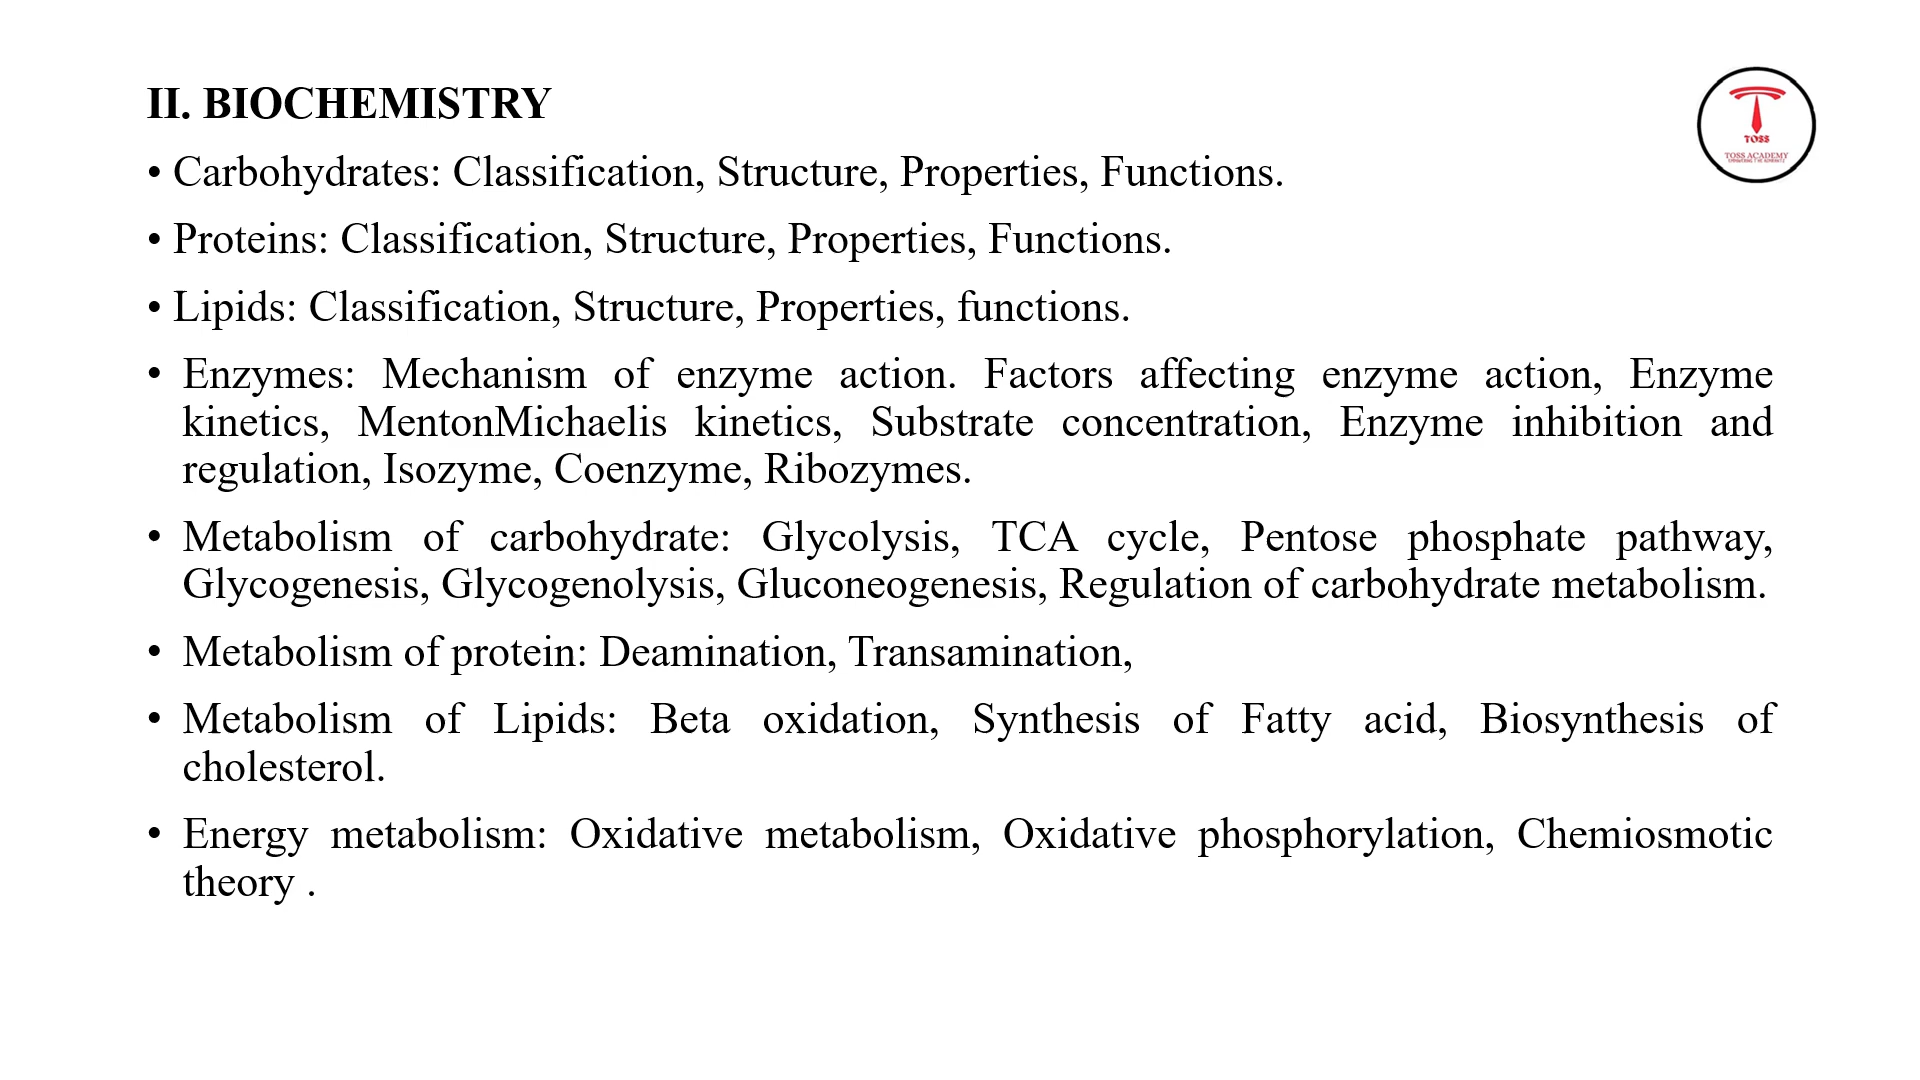 II. BIOCHEMISTRY
TOSS
TOSS ACADEMY
• Carbohydrates: Classification, Structure, Properties, Functions.
• Proteins: Classification, Structure, Properties, Functions.
• Lipids: Classification, Structure, Properties, functions.
• Enzymes: Mechanism of enzyme action. Factors affecting enzyme action, Enzyme
kinetics, MentonMichaelis kinetics, Substrate concentration, Enzyme inhibition and
regulation, Isozyme, Coenzyme, Ribozymes.
• Metabolism of carbohydrate: Glycolysis, TCA cycle, Pentose phosphate pathway,
Glycogenesis, Glycogenolysis, Gluconeogenesis, Regulation of carbohydrate metabolism.
• Metabolism of protein: Deamination, Transamination,
• Metabolism of Lipids: Beta oxidation, Synthesis of Fatty acid, Biosynthesis of
cholesterol.
• Energy metabolism: Oxidative metabolism, Oxidative phosphorylation, Chemiosmotic
theory .